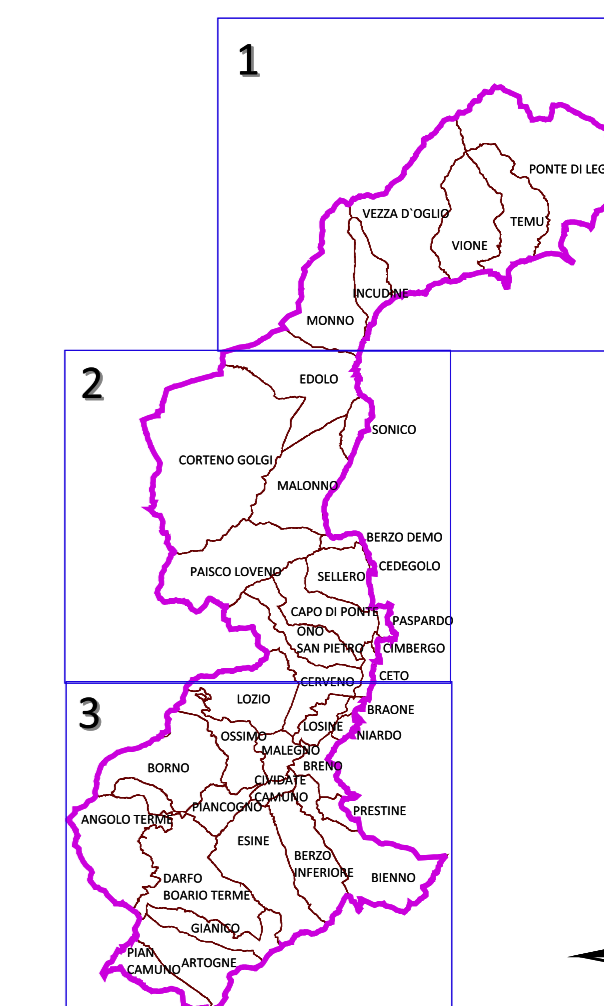 1
PONTE DI LEG
VEZZA D`OGLIO
TEMU
VIONE
INCUDINE
MONNO
2
EDOLO
SONICO
CORTENO GOLGI
MALONNO
BERZO DEMO
CEDEGOLO
PAISCO LOVENO
SELLERO
CAPO DI PONTE
PASPARDO
ONO
SAN PIETRO
CIMBERGO
CERVENO
CETO
3
LOZIO
BRAONE
LOSINE
NIARDO
OSSIMO
MALEGNO
BORNO
BRENO
CIVIDATE
CAMUNO
PIANCOGNO
PRESTINE
ANGOLO TERME
ESINE
BERZO
INFERIORE
BIENNO
DARFO
BOARIO TERME
GIANICO
PIAN
CAMUNO
ARTOGNE